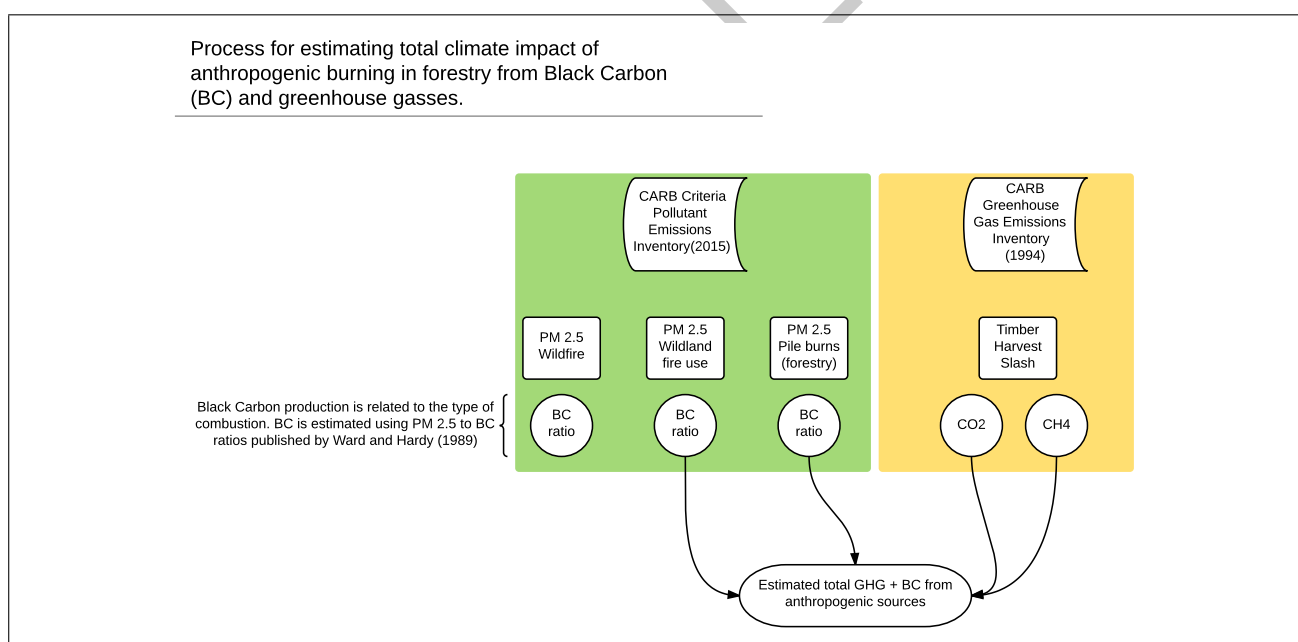 Process for estimating total climate impact of
anthropogenic burning in forestry from Black Carbon
(BC) and greenhouse gasses.
CARB Criteria
Pollutant
Emissions
Inventory(2015)
CARB
Greenhouse
Gas Emissions
Inventory
(1994)
PM 2.5
Wildfire
PM 2.5
Wildland
fire use
PM 2.5
Pile burns
(forestry)
Timber
Harvest
Slash
Black Carbon production is related to the type of
combustion. BC is estimated using PM 2.5 to BC
ratios published by Ward and Hardy (1989)
BC
ratio
BC
ratio
BC
ratio
CO2
CH4
Estimated total GHG + BC from
anthropogenic sources